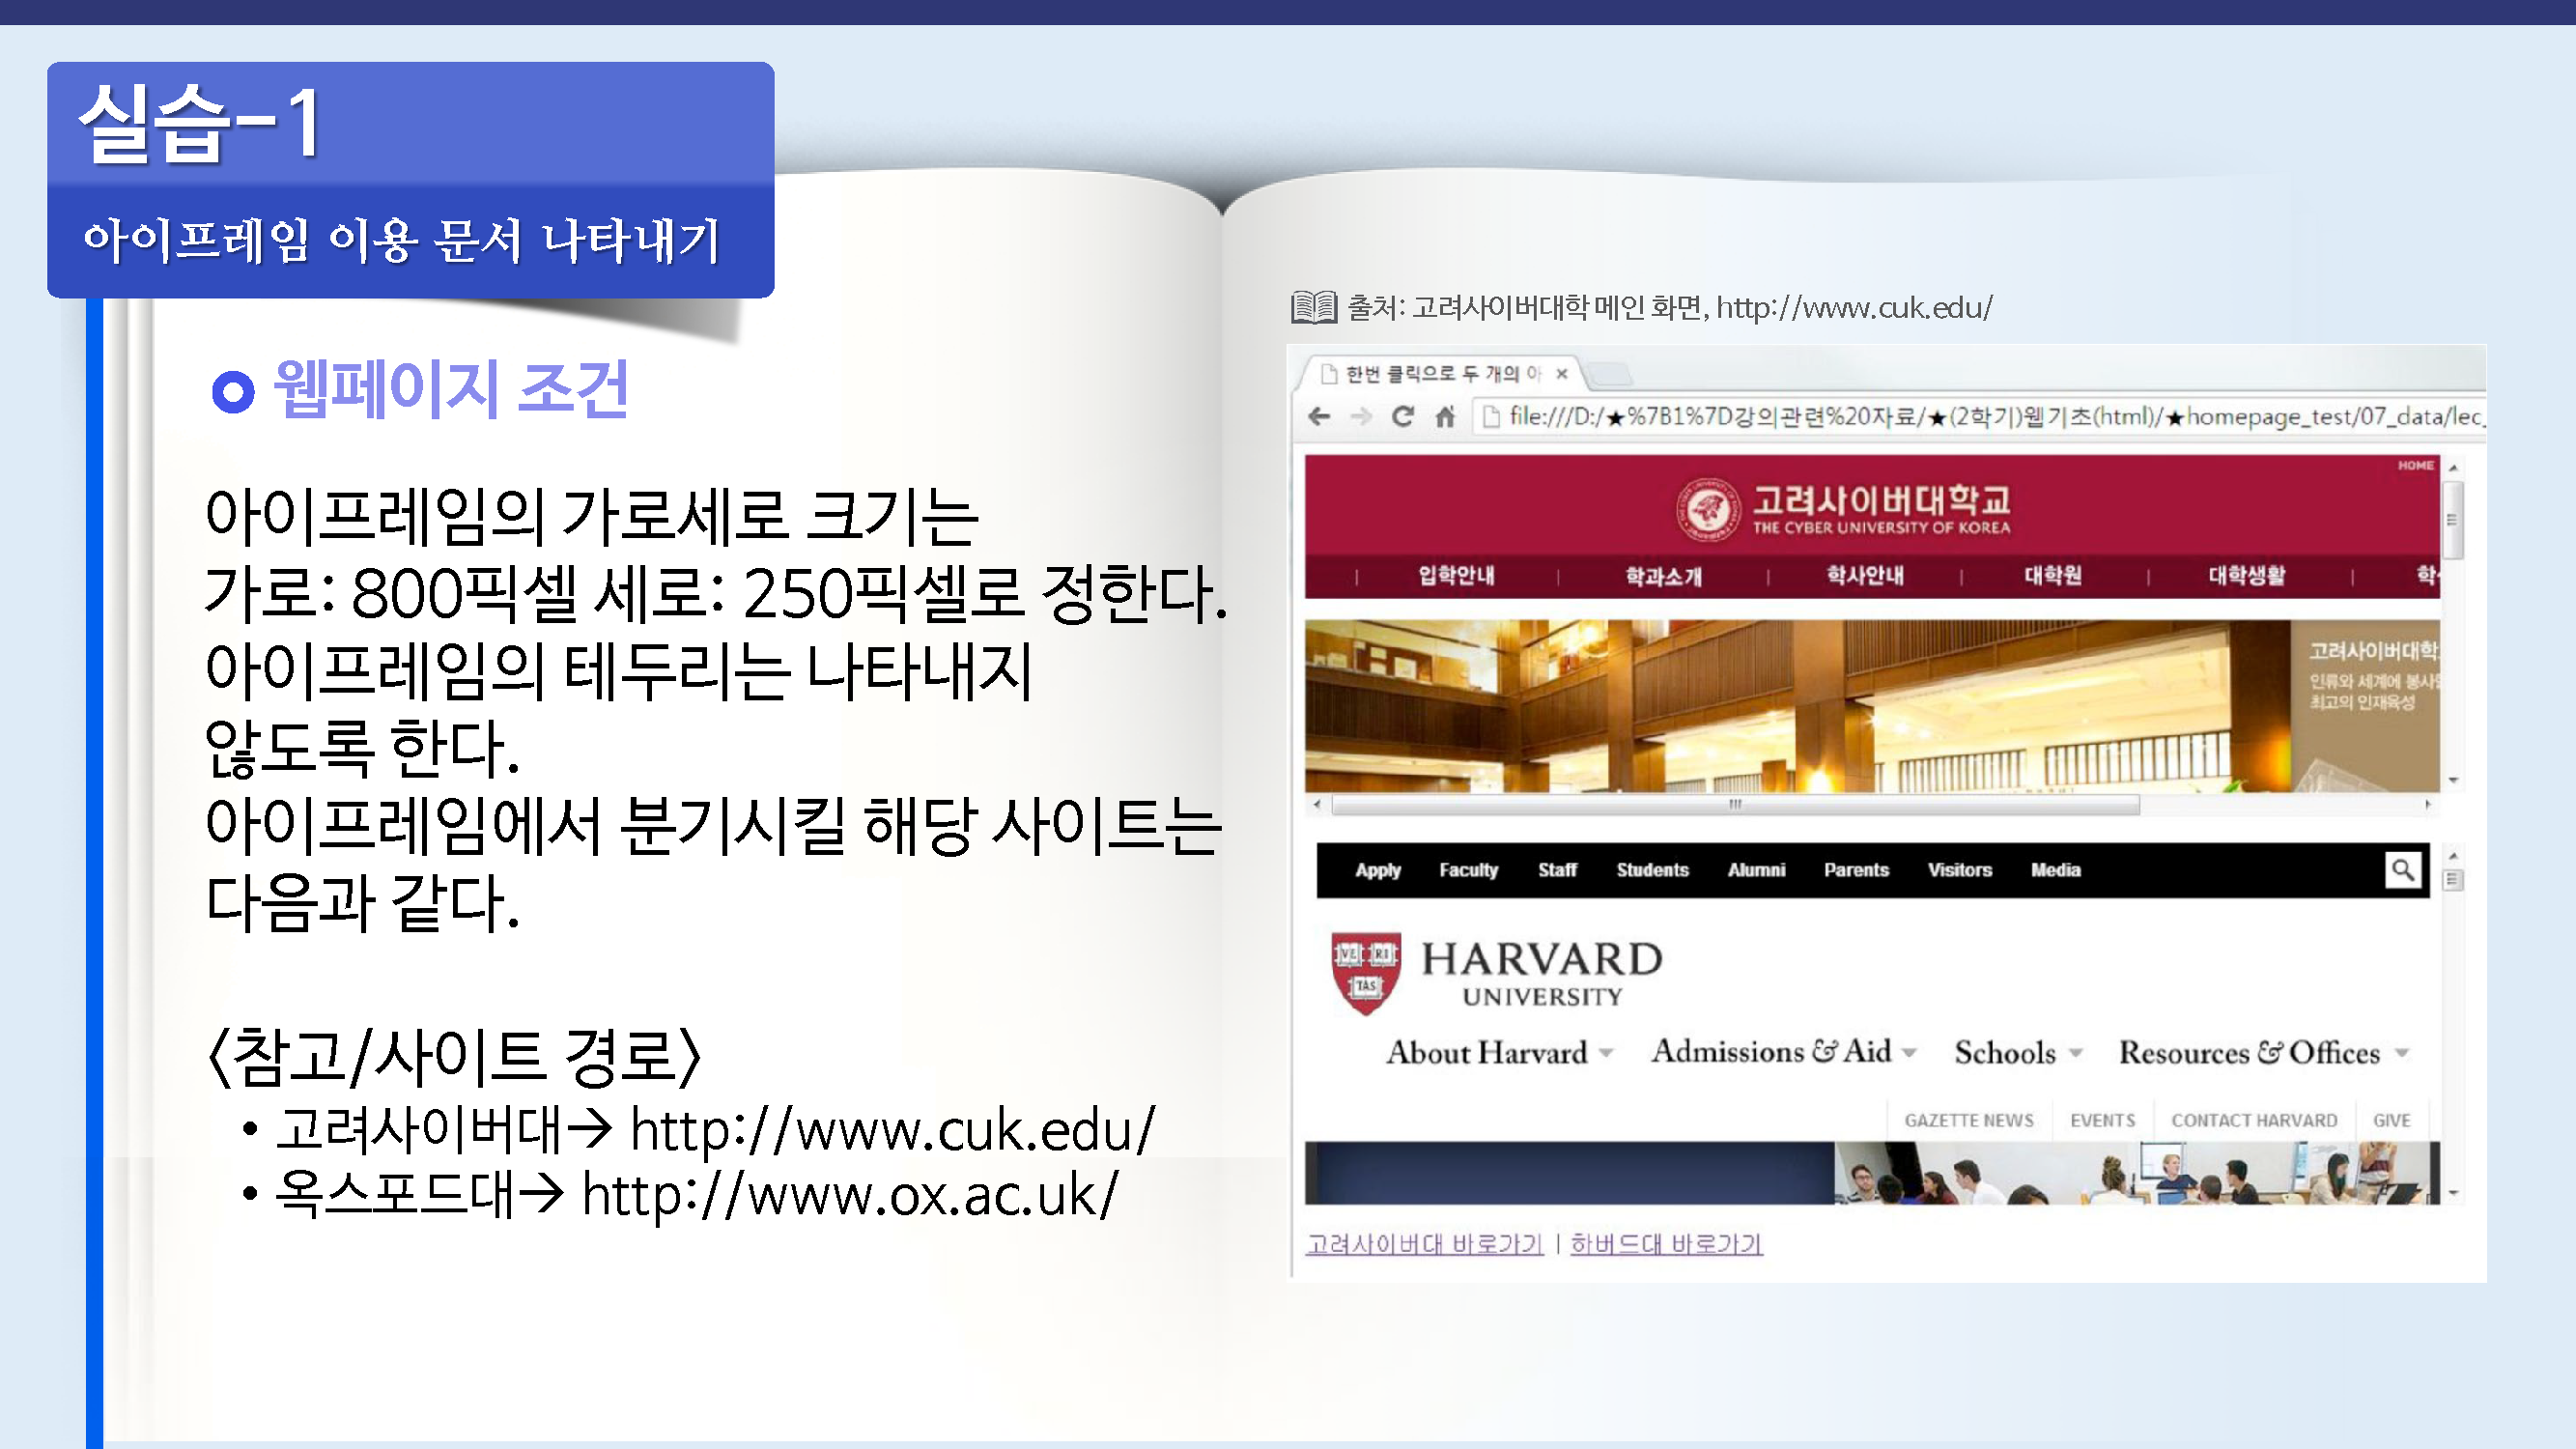 실습-1
아이프레임 이용 문서 나타내기
웹페이지 조건
아이프레임의 가로세로 크기는
가로: 800픽셀 세로: 250픽셀로 정한다.
아이프레임의 테두리는 나타내지
않도록 한다.
아이프레임에서 분기시킬 해당 사이트는
다음과 같다.
<참고/사이트 경로>
• 고려사이버대→ http://www.cuk.edu/
• 옥스포드대→ http://www.ox.ac.uk/
출처: 고려사이버대학 메인 화면, http://www.cuk.edu/
한번 클릭으로 두 개의
file:///D:/★%7B1%7D강의관련%20자료/★(2학기)웹기초(html)/★homepage_test/07_data/lec_
HOME
고려사이버대학교
THE CYBER UNIVERSITY OF KOREA
입학안내 | 학과소개 | 학사안내 | 대학원 | 대학생활 |
고려사이버대학
인류와 세계에 봉사
최고의 인재육성
Apply Faculty Staff Students Alumni Parents Visitors Media
VE RI
TAS
HARVARD
UNIVERSITY
About Harvard Admissions & Aid Schools Resources & Offices
GAZETTE NEWS EVENTS CONTACT HARVARD GIVE
고려사이버대 바로가기 | 하버드대 바로가기